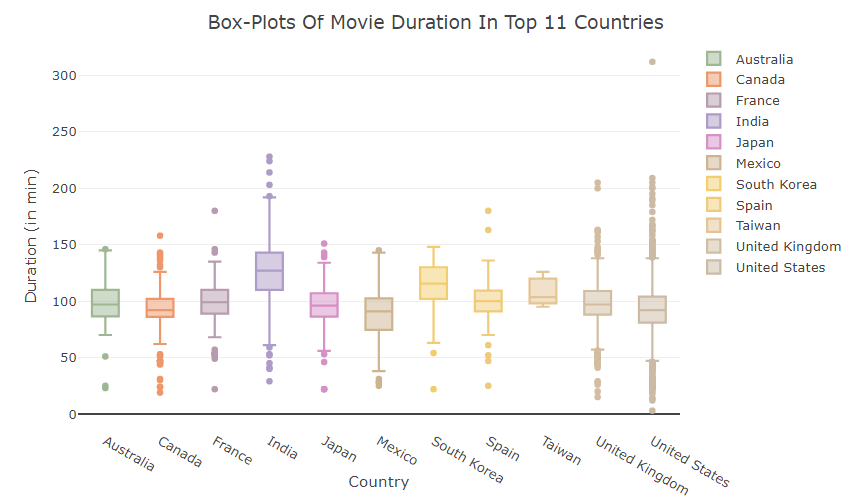 Box-Plots Of Movie Duration In Top 11 Countries
Duration (in min)
300
250
200
150
100
50
0
Australia
Canada
France
India
Japan
Mexico
South Korea
Spain
Taiwan
United Kingdom
United States
Country
Australia
Canada
France
India
Japan
Mexico
South Korea
Spain
Taiwan
United Kingdom
United States